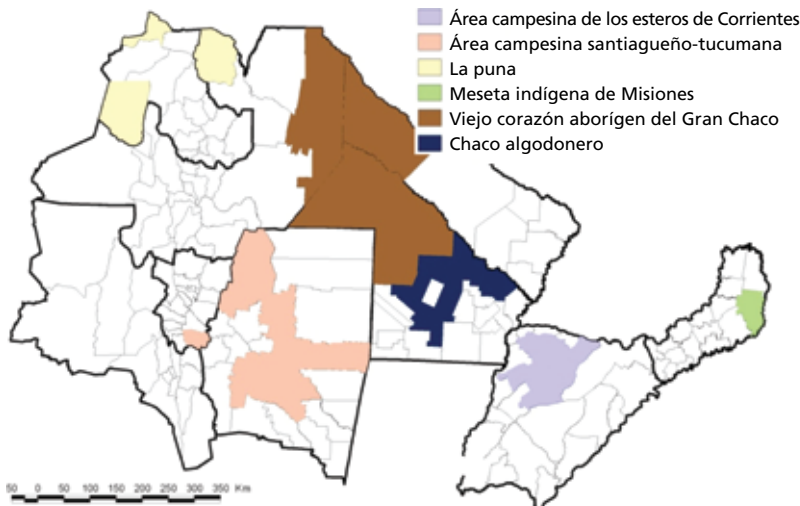 Área campesina de los esteros de Corrientes
Área campesina santiagueño-tucumana
La puna
Meseta indígena de Misiones
Viejo corazón aborígen del Gran Chaco
Chaco algodonero
50 0 50 100 150 200 250 300 350 Km